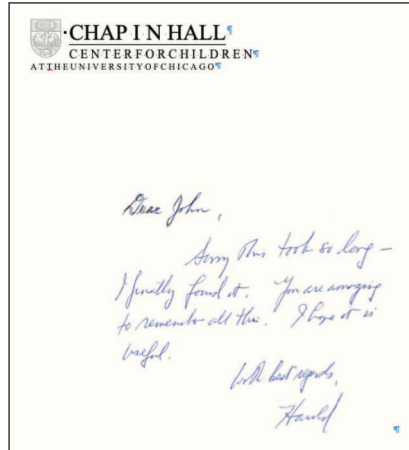 CHAP I N HALL¶
CENTERFORCHILDREN¶
ATTHEUNIVERSITYOFCHICAGO¶
Dear John,
Sorry this took so long –
I finally found it. You are amazing
to remember all this. I hope it is
useful.
With best regards,
Harold
¶